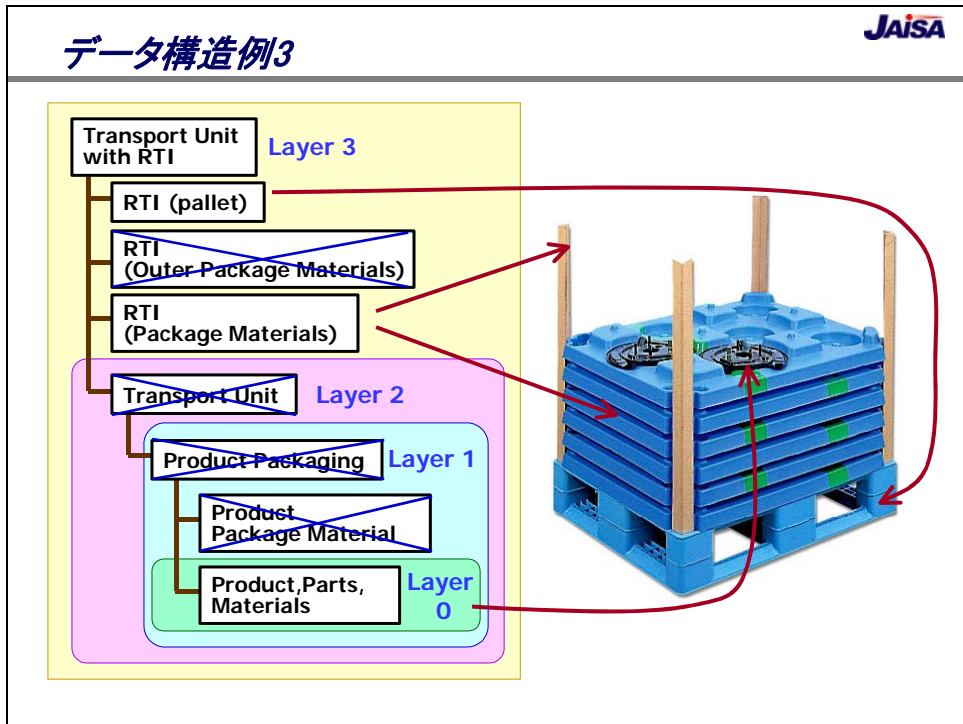 データ構造例3
JAISA
Transport Unit
with RTI
Layer 3
RTI (pallet)
RTI
(Outer Package Materials)
RTI
(Package Materials)
Transport Unit
Layer 2
Product Packaging
Layer 1
Product
Package Material
Product,Parts,
Materials
Layer
0